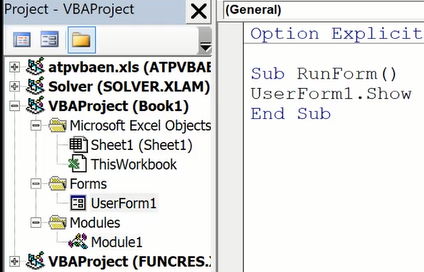 Project - VBAProject
(General)
atpvbaen.xls (ATPVBAE
Solver (SOLVER.XLAM)
VBAProject (Book1)
Microsoft Excel Objects
Sheet1 (Sheet1)
ThisWorkbook
Forms
UserForm1
Modules
Module1
VBAProject (FUNCRES.
Option Explicit
Sub RunForm()
UserForm1.Show
End Sub